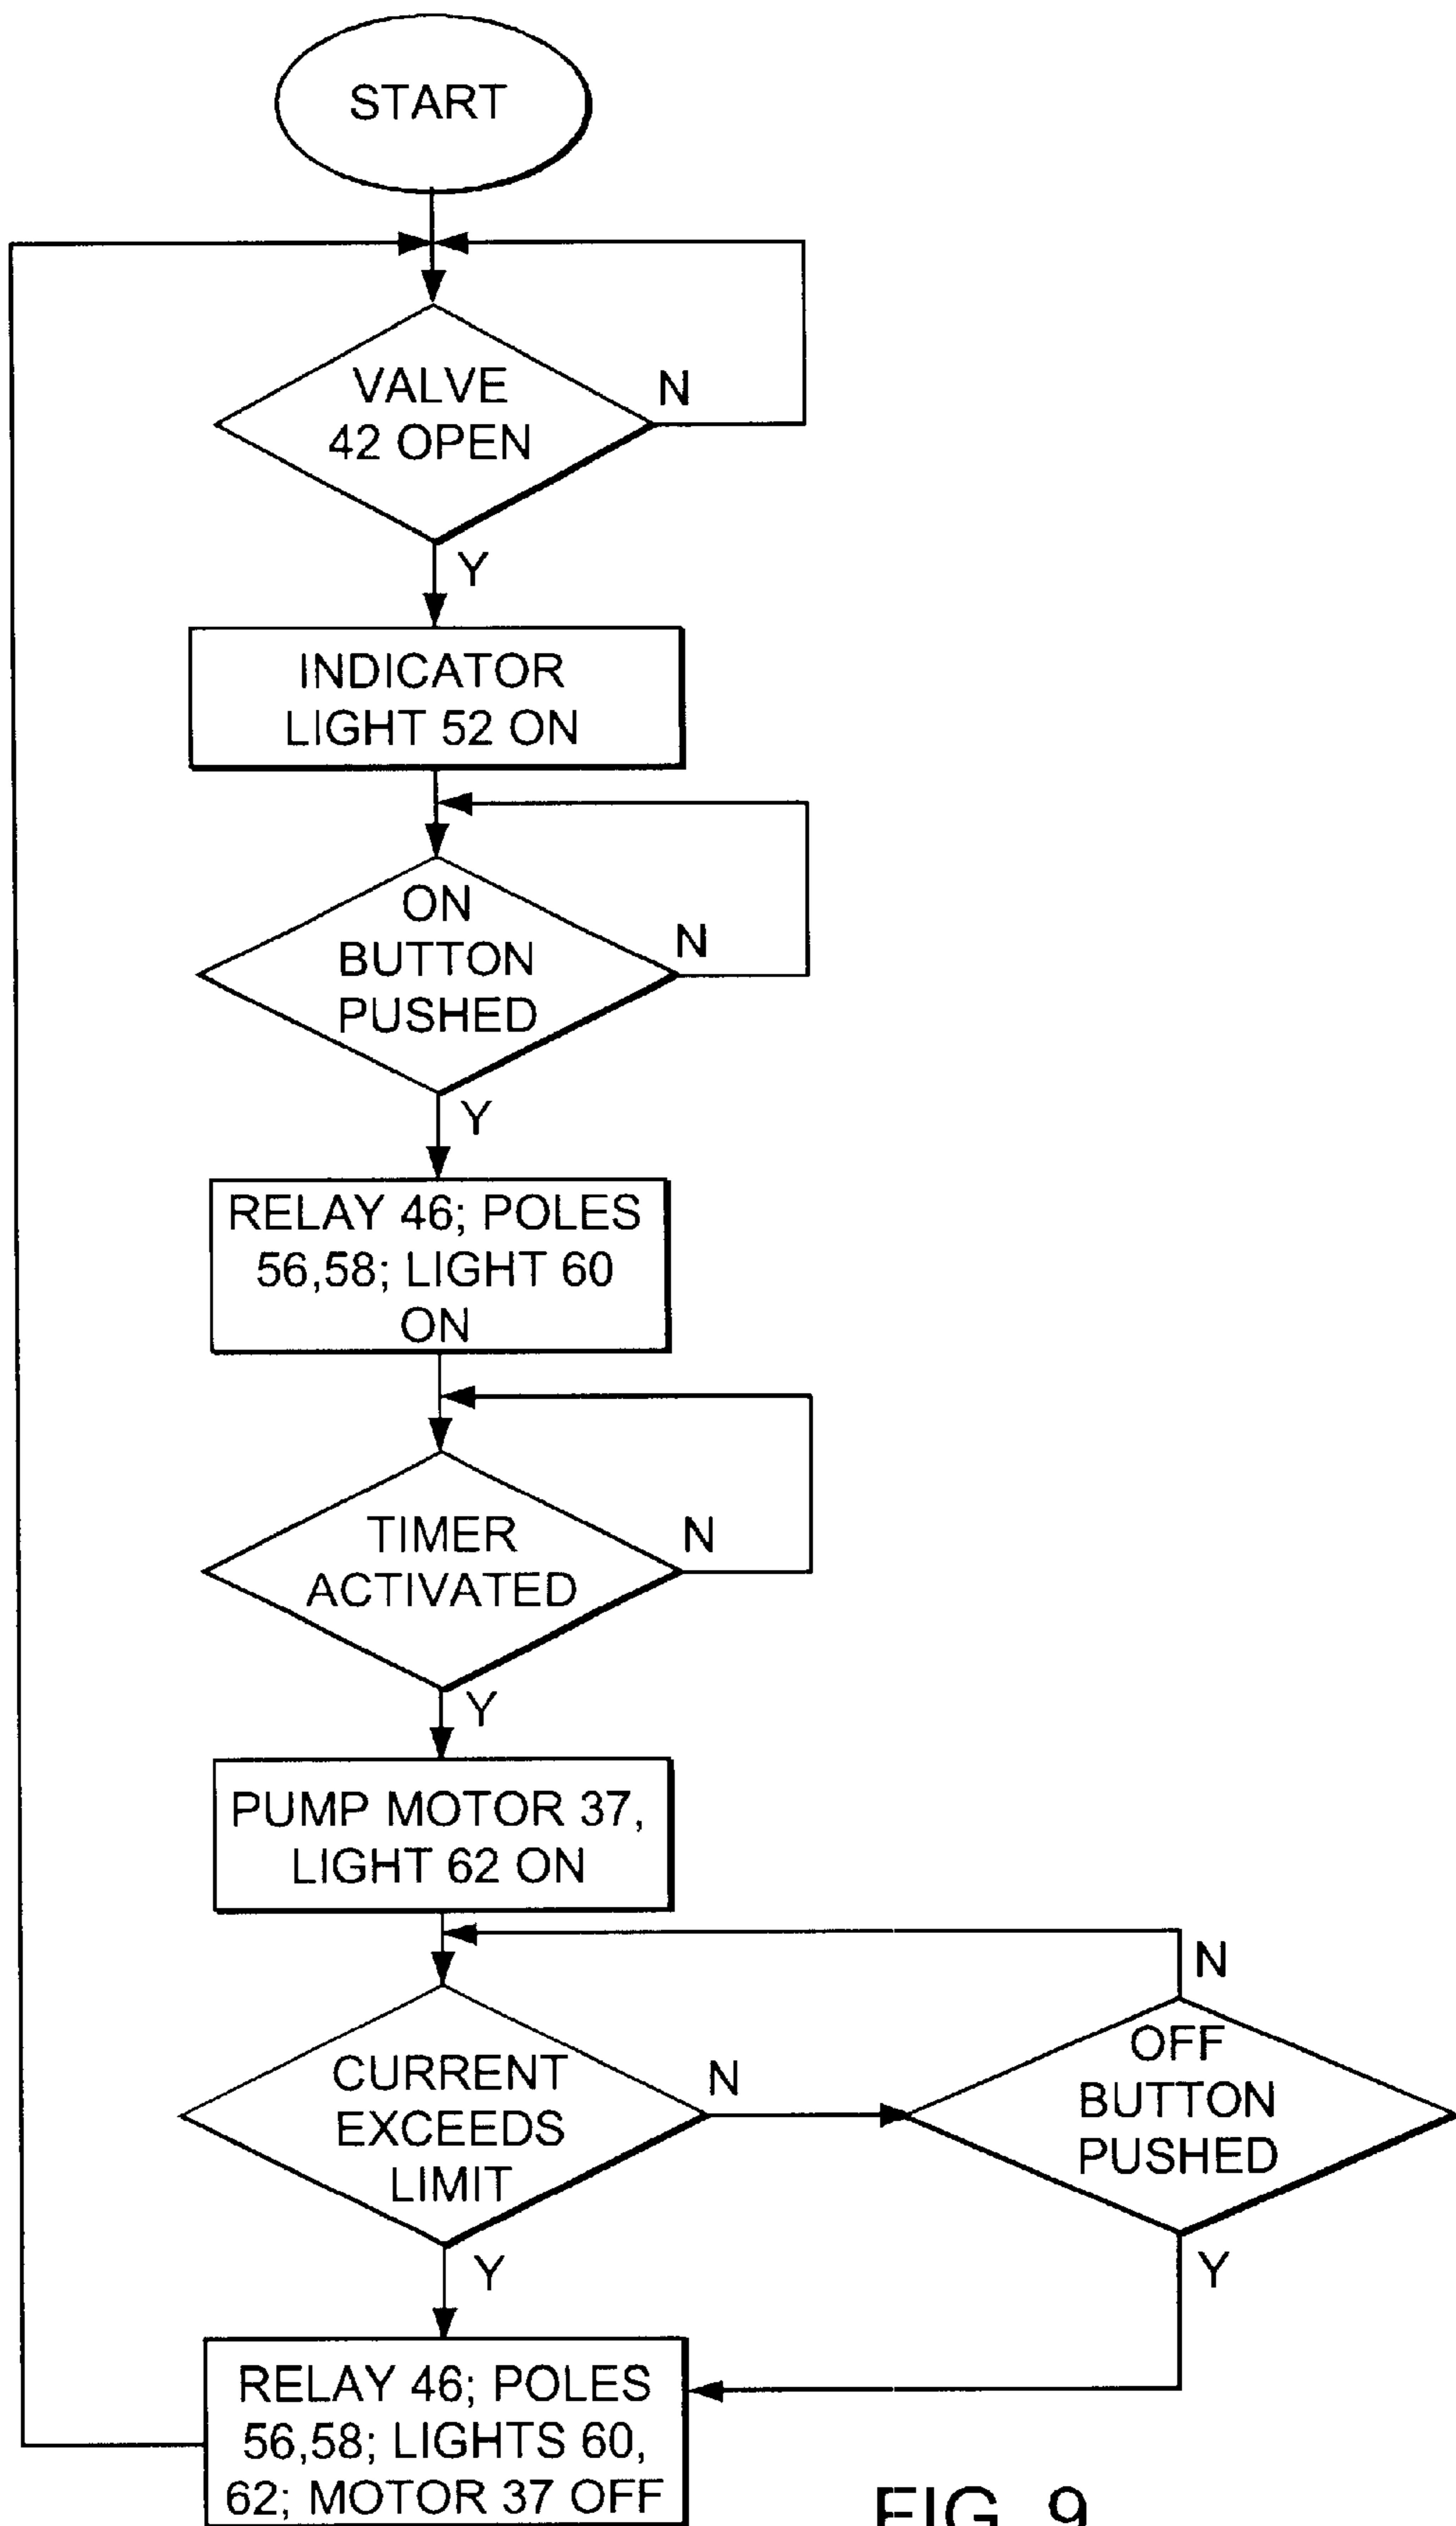 START
VALVE
42 OPEN
N
Y
INDICATOR
LIGHT 52 ON
ON
BUTTON
PUSHED
N
Y
RELAY 46; POLES
56,58; LIGHT 60
ON
TIMER
ACTIVATED
N
Y
PUMP MOTOR 37,
LIGHT 62 ON
CURRENT
EXCEEDS
LIMIT
N
Y
OFF
BUTTON
PUSHED
N
Y
RELAY 46; POLES
56,58; LIGHTS 60,
62; MOTOR 37 OFF
FIG. 9